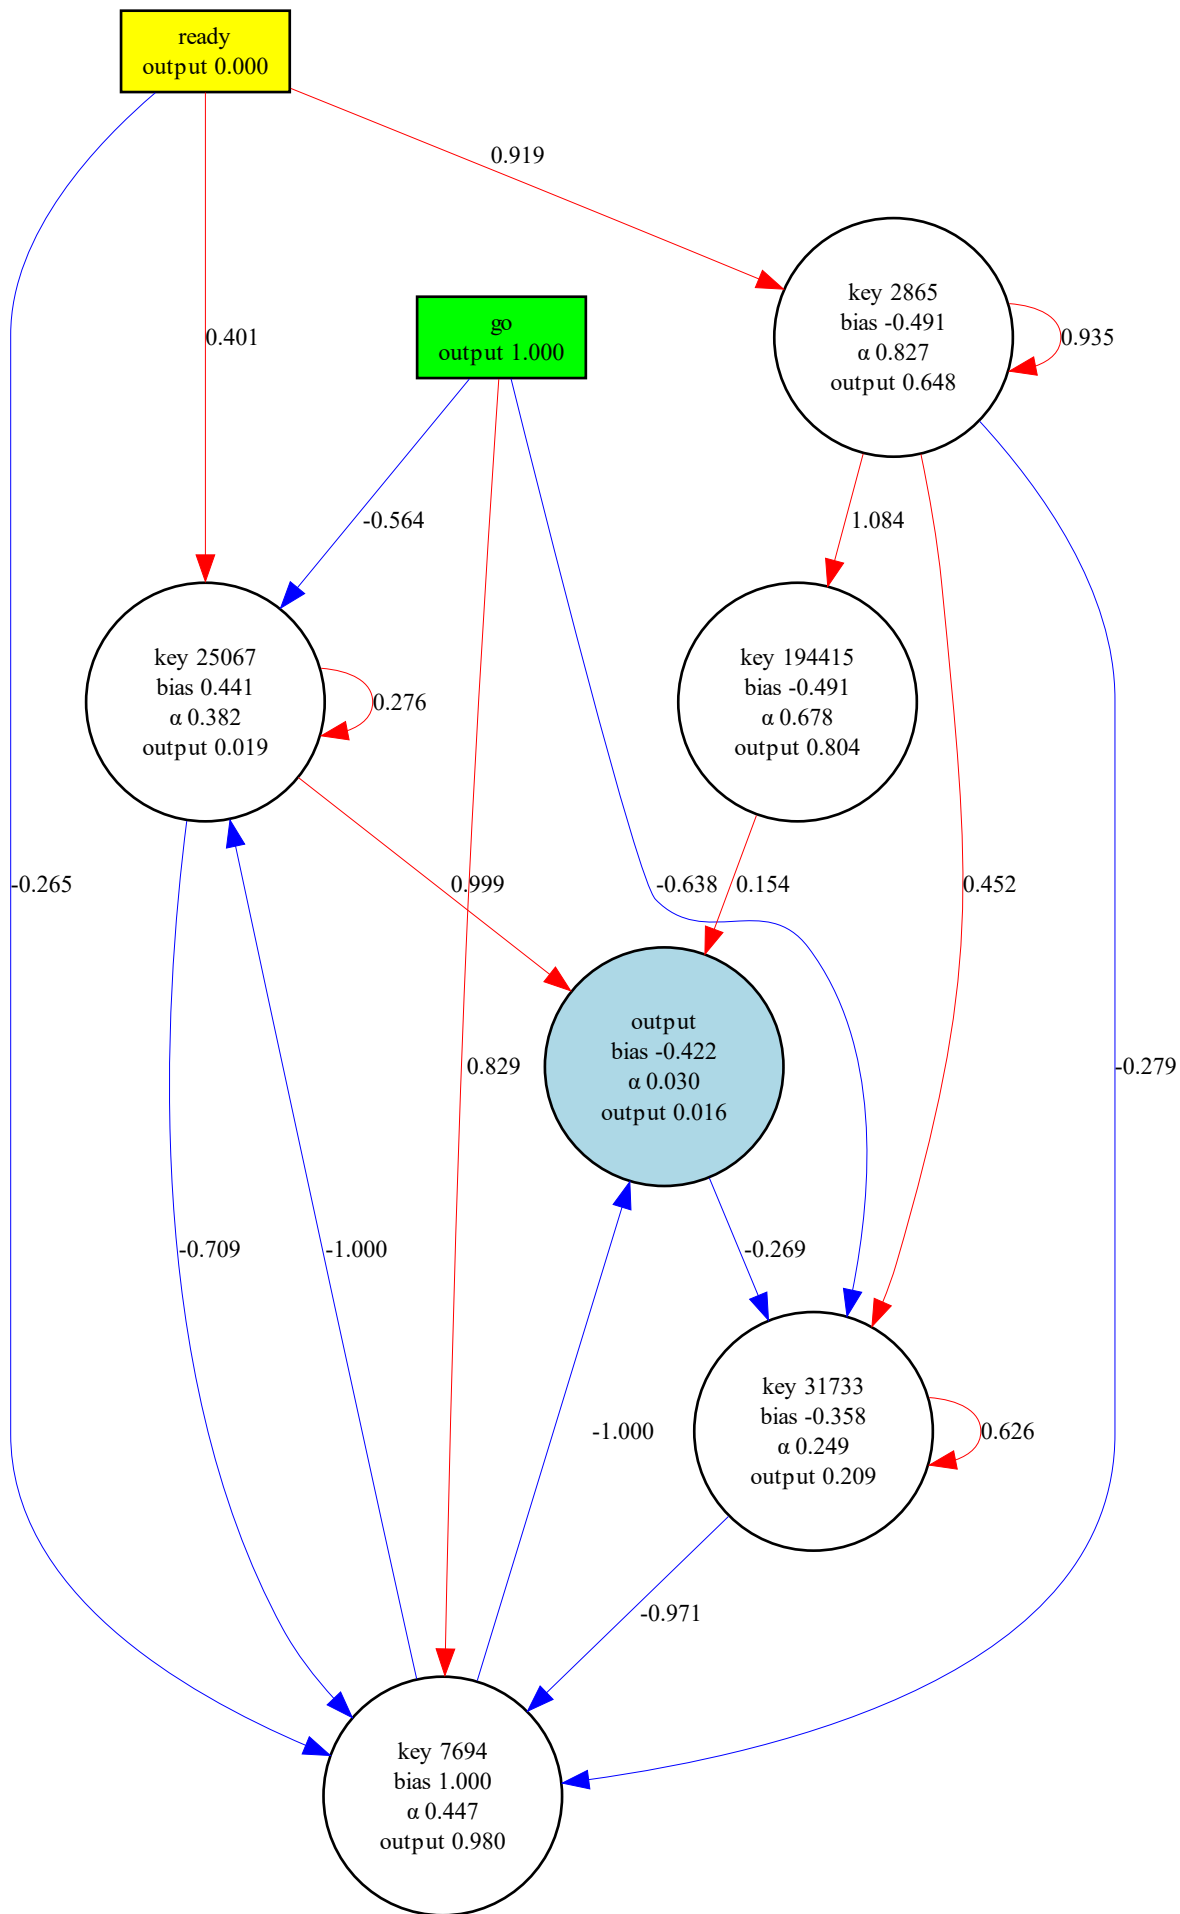 ready
output 0.000
0.919
key 2865
bias -0.491
α 0.827
output 0.648
0.935
go
output 1.000
0.401
-0.564
1.084
key 25067
bias 0.441
α 0.382
output 0.019
0.276
key 194415
bias -0.491
α 0.678
output 0.804
-0.265
0.999
-0.638
0.154
0.452
output
bias -0.422
α 0.030
output 0.016
0.829
-0.279
-0.709
-1.000
-0.269
key 31733
bias -0.358
α 0.249
output 0.209
-1.000
0.626
-0.971
key 7694
bias 1.000
α 0.447
output 0.980